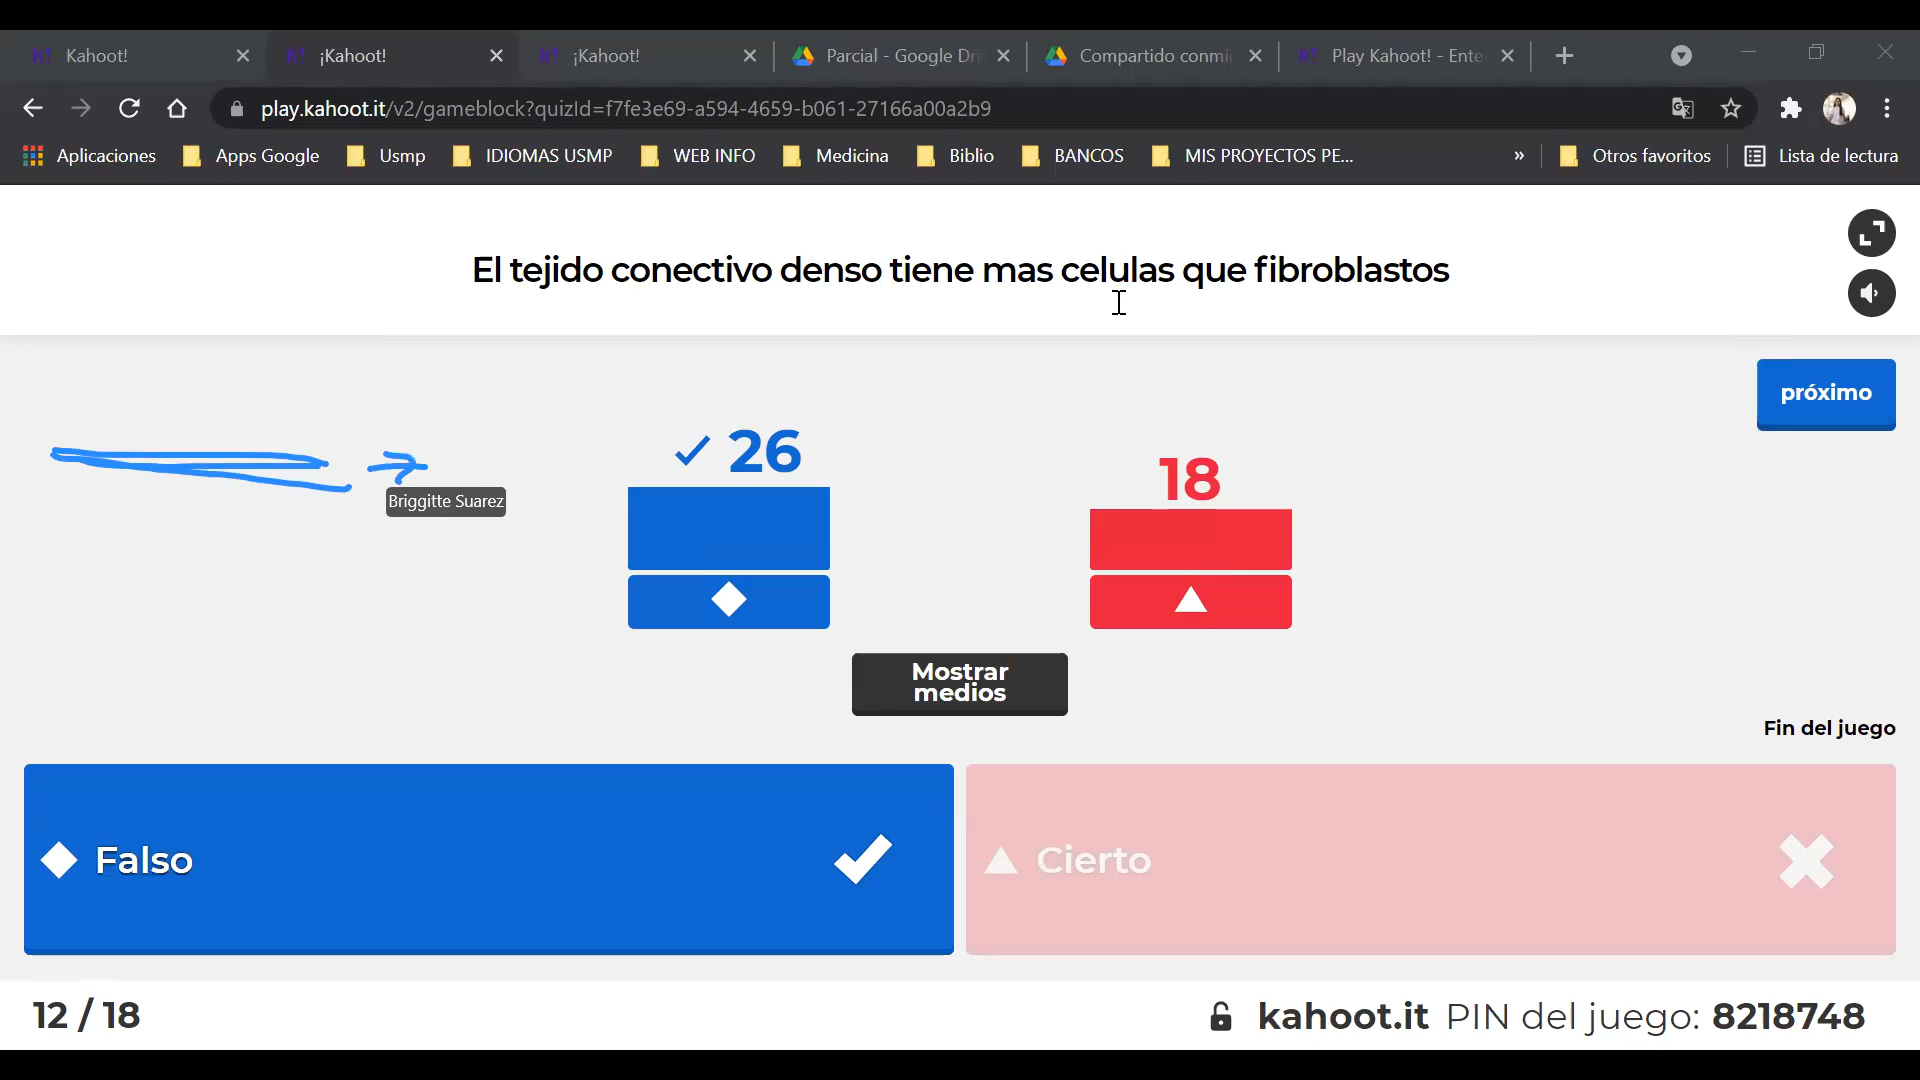 Kahoot!
¡Kahoot!
¡Kahoot!
Parcial - Google Dri
Compartido conmi
Play Kahoot! - Ente
play.kahoot.it/v2/gameblock?quizId=f7fe3e69-a594-4659-b061-27166a00a2b9
Aplicaciones
Apps Google
Usmp
IDIOMAS USMP
WEB INFO
Medicina
Biblio
BANCOS
MIS PROYECTOS PE...
»
Otros favoritos
Lista de lectura
El tejido conectivo denso tiene mas celulas que fibroblastos
próximo
26
18
Briggitte Suarez
Mostrar
medios
Fin del juego
Falso
Cierto
12 / 18
kahoot.it PIN del juego: 8218748